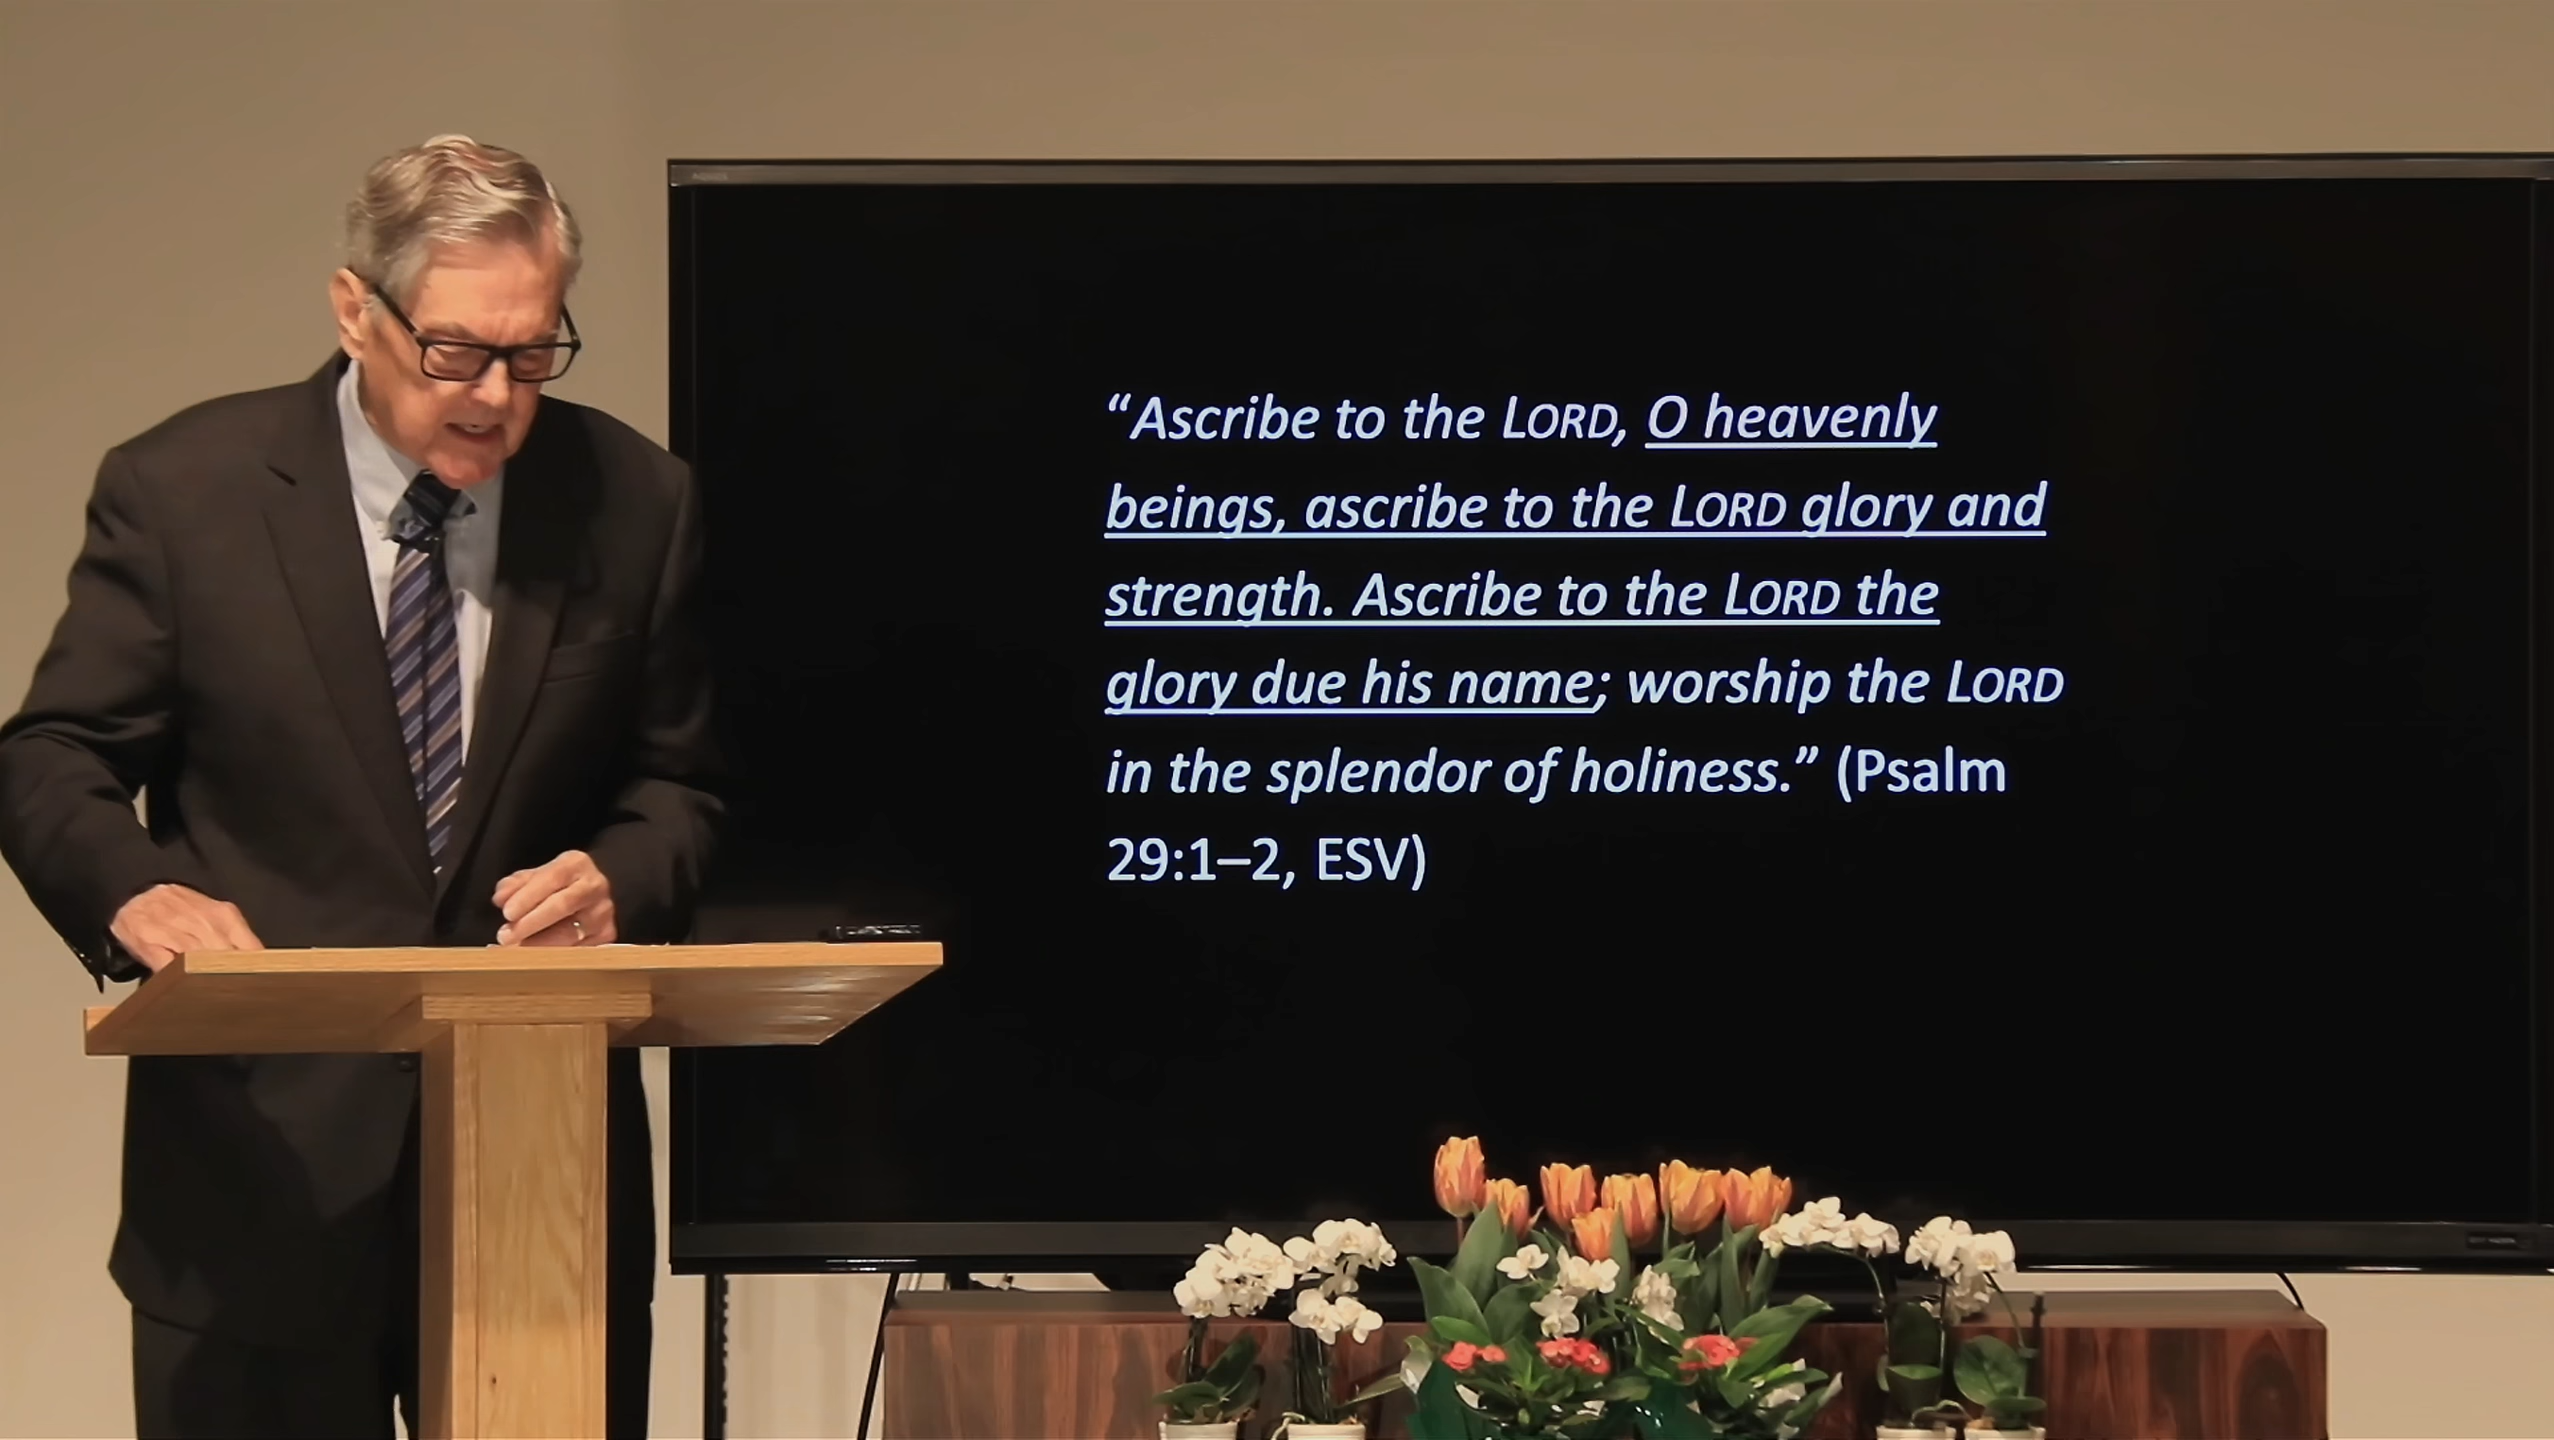 “Ascribe to the LORD, O heavenly
beings, ascribe to the LORD glory and
strength. Ascribe to the LORD the
glory due his name; worship the LORD
in the splendor of holiness.” (Psalm
29:1–2, ESV)